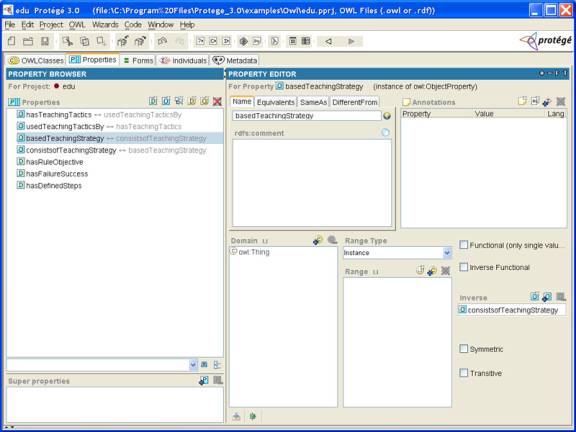 edu  Protégé 3.0    (file:\C:\Program%20Files\Protege_3.0\examples\Owl\edu.pprj, OWL Files (.owl or .rdf))
File Edit Project OWL Wizards Code Window Help
protégé
OWLClasses Properties Forms Individuals Metadata
PROPERTY BROWSER
For Project: edu
Properties
hasTeachingTactics ↔ usedTeachingTacticsBy
usedTeachingTacticsBy ↔ hasTeachingTactics
basedTeachingStrategy ↔ consistsofTeachingStrategy
consistsofTeachingStrategy ↔ basedTeachingStrategy
hasRuleObjective
hasFailureSuccess
hasDefinedSteps
Super properties
PROPERTY EDITOR
For Property basedTeachingStrategy (instance of owl:ObjectProperty)
Name Equivalents SameAs DifferentFrom
basedTeachingStrategy
rdfs:comment
Annotations
Property Value Lang
Domain
owl:Thing
Range Type
Instance
Range
Functional (only single valu...
Inverse Functional
Inverse
consistsofTeachingStrategy
Symmetric
Transitive